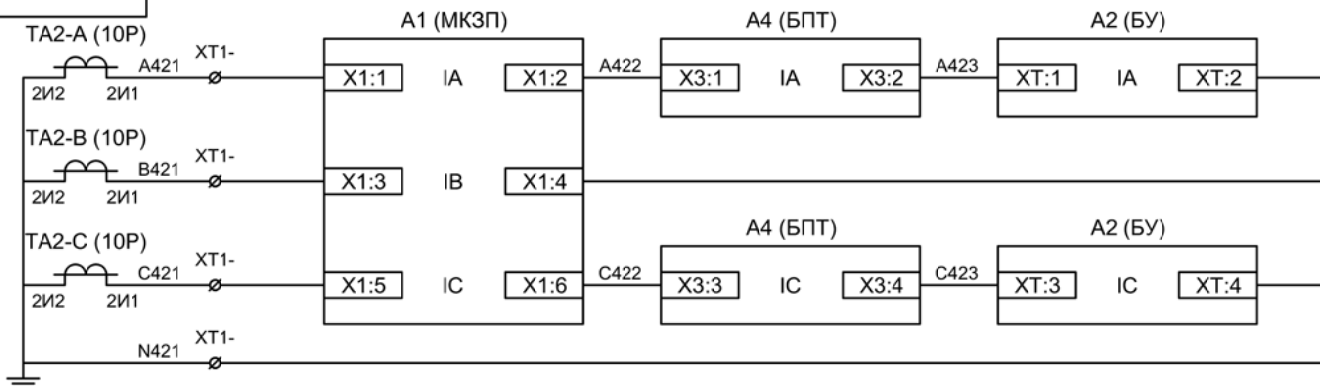 А1 (МКЗП)
А4 (БПТ)
А2 (БУ)
ТА2-А (10Р)
А421
ХТ1-
2И2
2И1
Х1:1
IA
Х1:2
А422
Х3:1
IA
Х3:2
А423
ХТ:1
IA
ХТ:2
ТА2-В (10Р)
В421
ХТ1-
2И2
2И1
Х1:3
IB
Х1:4
А4 (БПТ)
А2 (БУ)
ТА2-С (10Р)
С421
ХТ1-
2И2
2И1
Х1:5
IC
Х1:6
С422
Х3:3
IC
Х3:4
С423
ХТ:3
IC
ХТ:4
N421
ХТ1-